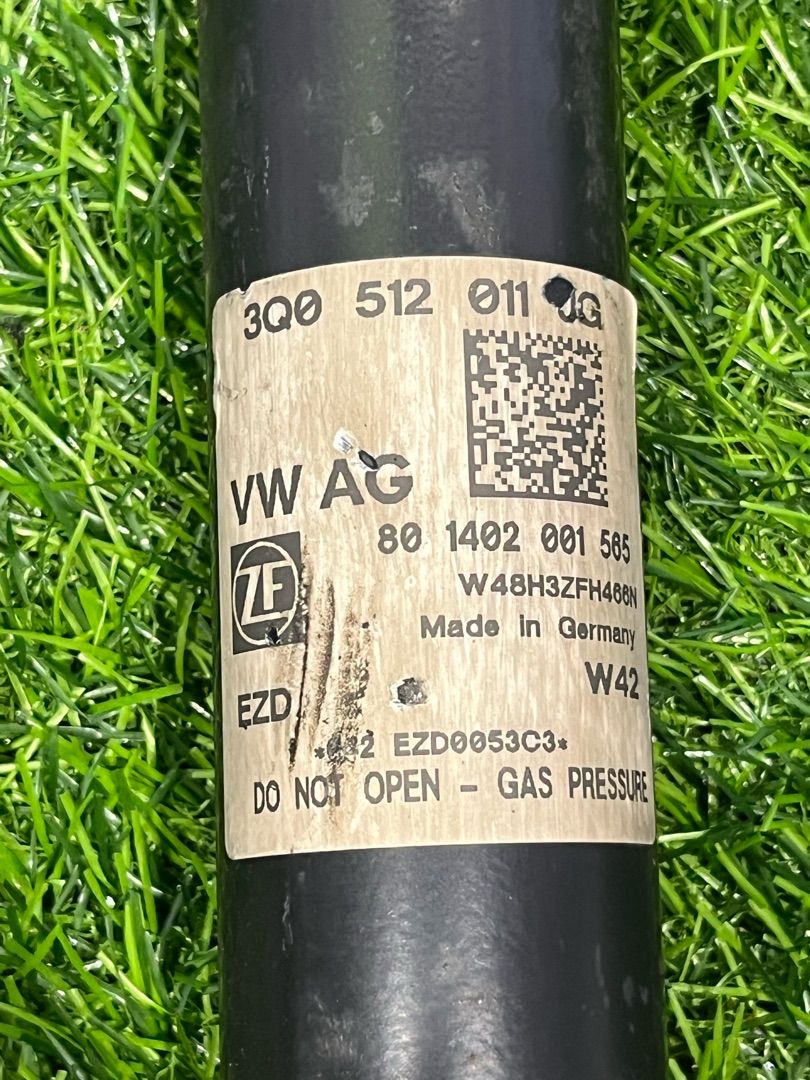 3Q0 512 011 JG
VW AG
80 1402 001 565
ZF
W48H3ZFH466N
Made in Germany
W42
EZD
EZD0053C3*
DO NOT OPEN - GAS PRESSURE